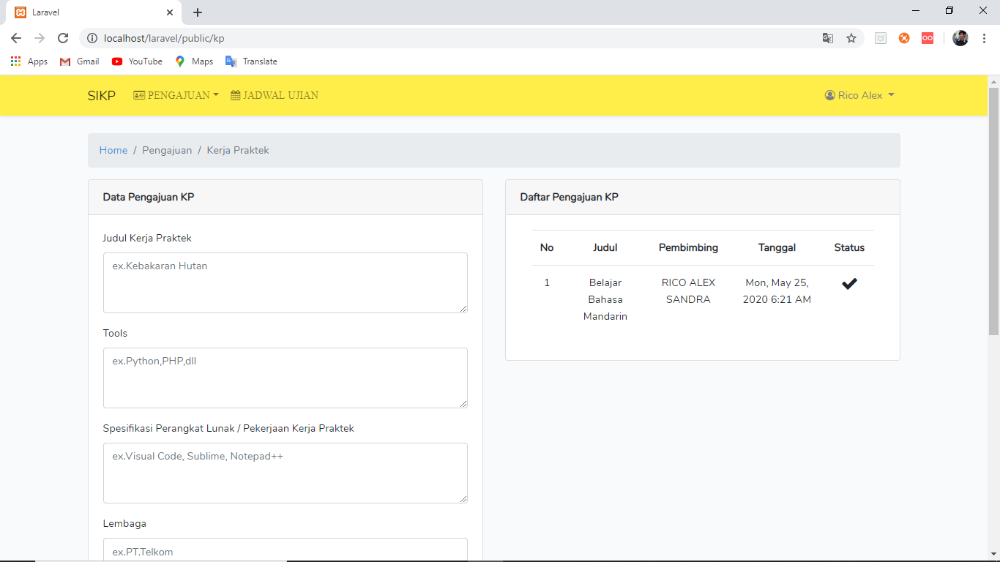 Laravel
localhost/laravel/public/kp
Apps Gmail YouTube Maps Translate
SIKP PENGAJUAN JADWAL UJIAN Rico Alex
Home / Pengajuan / Kerja Praktek
Data Pengajuan KP
Judul Kerja Praktek
ex.Kebakaran Hutan
Tools
ex.Python,PHP,dll
Spesifikasi Perangkat Lunak / Pekerjaan Kerja Praktek
ex.Visual Code, Sublime, Notepad++
Lembaga
ex.PT.Telkom
Daftar Pengajuan KP
No Judul Pembimbing Tanggal Status
1 Belajar RICO ALEX Mon, May 25,
Bahasa SANDRA 2020 6:21 AM
Mandarin